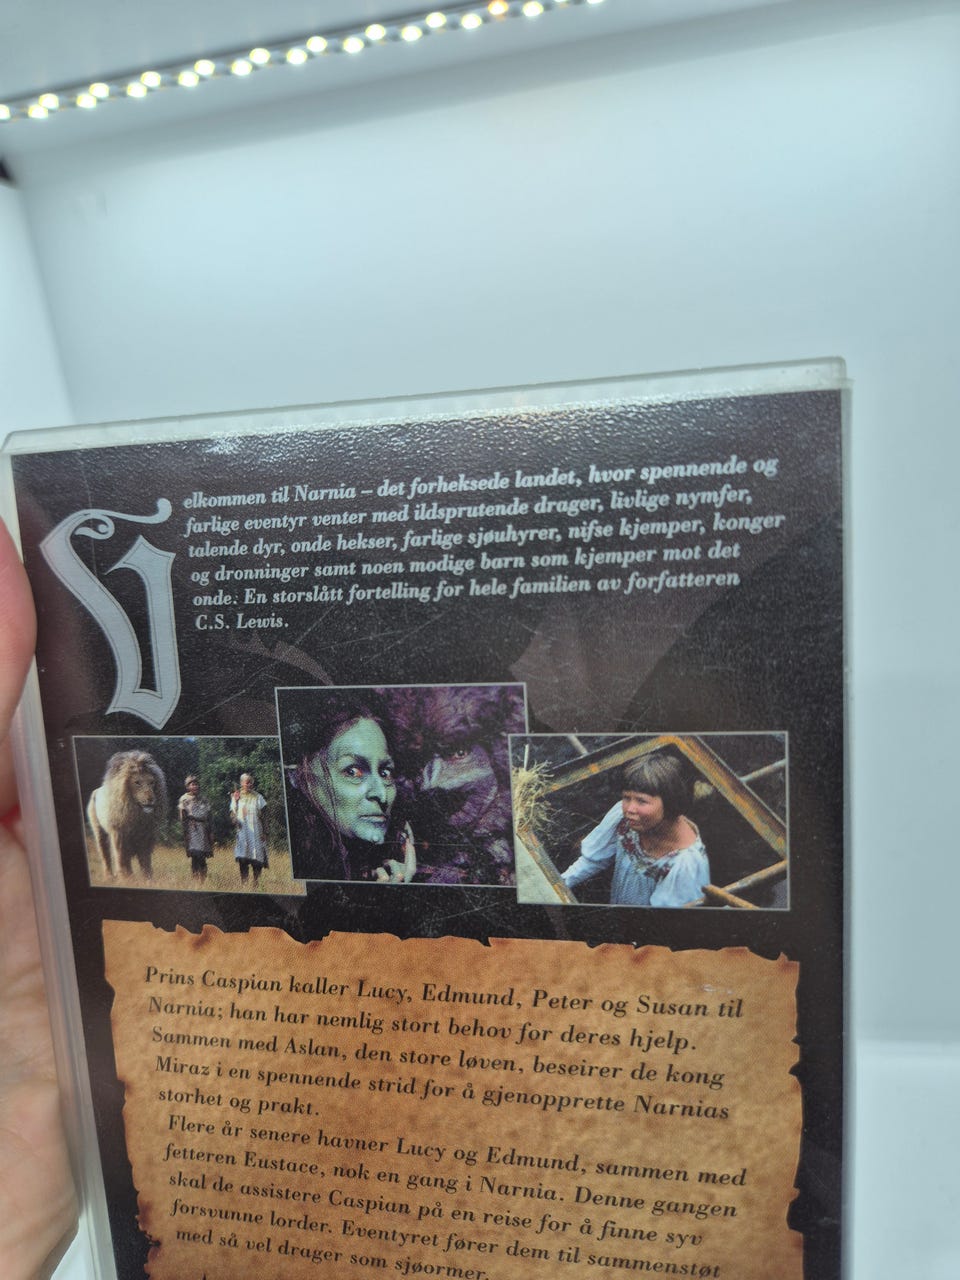 Velkommen til Narnia – det forheksede landet, hvor spennende og
farlige eventyr venter med ildsprutende drager, livlige nymfer,
talende dyr, onde hekser, farlige sjøuhyrer, nifse kjemper, konger
og dronninger samt noen modige barn som kjemper mot det
onde. En storslått fortelling for hele familien av forfatteren
C.S. Lewis.
Prins Caspian kaller Lucy, Edmund, Peter og Susan til
Narnia; han har nemlig stort behov for deres hjelp.
Sammen med Aslan, den store løven, beseirer de kong
Miraz i en spennende strid for å gjenopprette Narnias
storhet og prakt.
Flere år senere havner Lucy og Edmund, sammen med
fetteren Eustace, nok en gang i Narnia. Denne gangen
skal de assistere Caspian på en reise for å finne syv
forsvunne lorder. Eventyret fører dem til sammenstøt
med så vel drager som sjøormer.